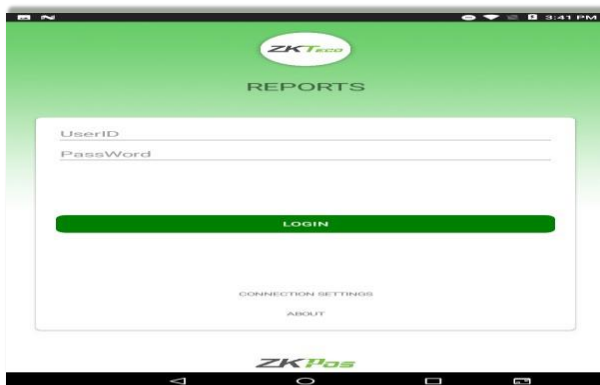 3:41 PM
ZKTeco
REPORTS
UserID
PassWord
LOGIN
CONNECTION SETTINGS
ABOUT
ZKPos